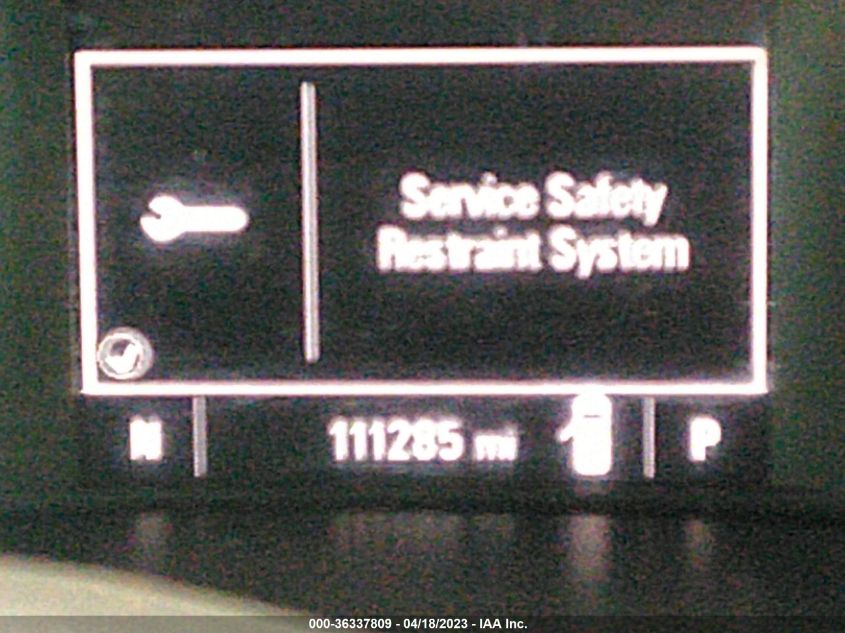 Service Safety
Restraint System
N 111285 mi P
000-36337809 - 04/18/2023 - IAA Inc.